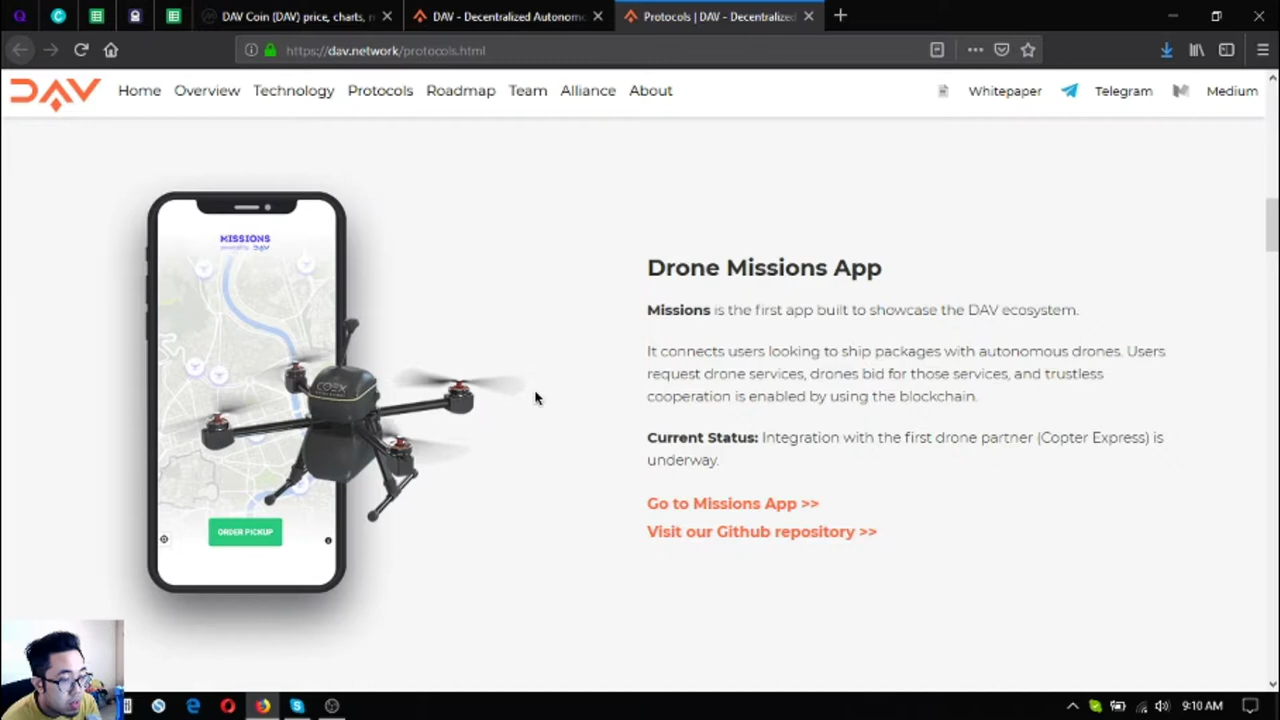 DAV Coin (DAV) price, charts, m
DAV - Decentralized Autonomo
Protocols | DAV - Decentralized
https://dav.network/protocols.html
DAV
Home
Overview
Technology
Protocols
Roadmap
Team
Alliance
About
Whitepaper
Telegram
Medium
MISSIONS
COEX
ORDER PICKUP
Drone Missions App
Missions is the first app built to showcase the DAV ecosystem.
It connects users looking to ship packages with autonomous drones. Users
request drone services, drones bid for those services, and trustless
cooperation is enabled by using the blockchain.
Current Status: Integration with the first drone partner (Copter Express) is
underway.
Go to Missions App >>
Visit our Github repository >>
9:10 AM